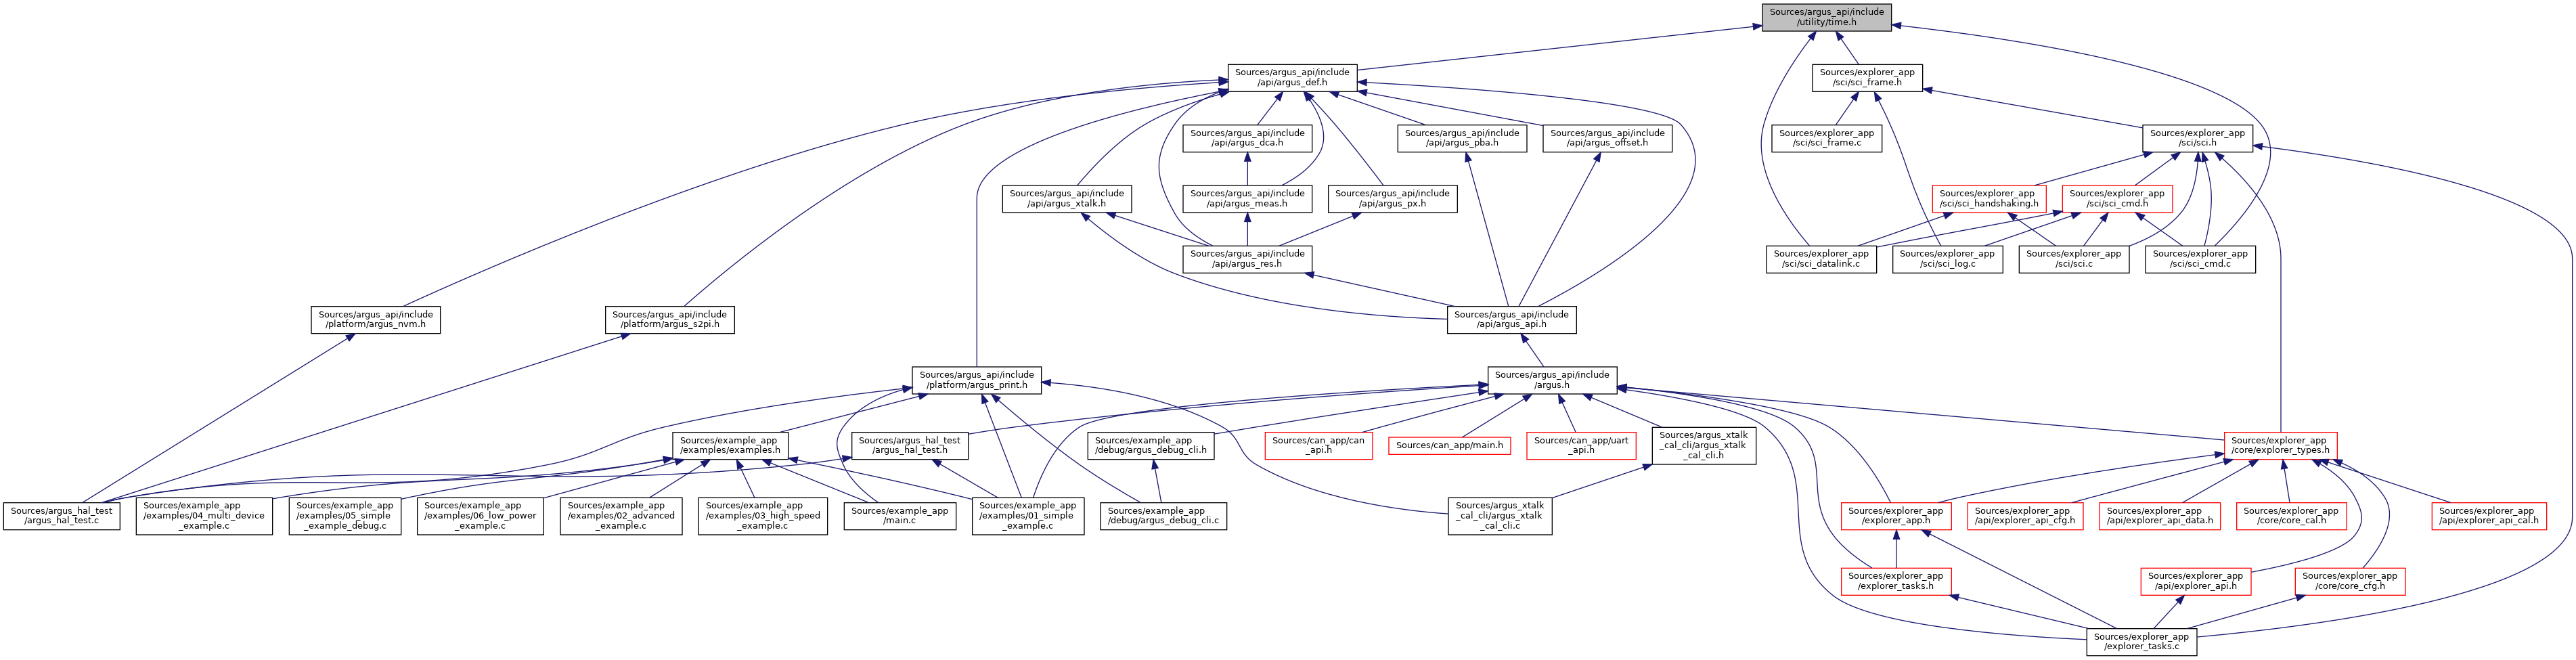 Sources/argus_api/include
/utility/time.h
Sources/argus_api/include
/api/argus_def.h
Sources/explorer_app
/sci/sci_frame.h
Sources/argus_api/include
/api/argus_dca.h
Sources/argus_api/include
/api/argus_pba.h
Sources/argus_api/include
/api/argus_offset.h
Sources/explorer_app
/sci/sci_frame.c
Sources/explorer_app
/sci/sci.h
Sources/argus_api/include
/api/argus_xtalk.h
Sources/argus_api/include
/api/argus_meas.h
Sources/argus_api/include
/api/argus_px.h
Sources/explorer_app
/sci/sci_handshaking.h
Sources/explorer_app
/sci/sci_cmd.h
Sources/argus_api/include
/api/argus_res.h
Sources/explorer_app
/sci/sci_datalink.c
Sources/explorer_app
/sci/sci_log.c
Sources/explorer_app
/sci/sci.c
Sources/explorer_app
/sci/sci_cmd.c
Sources/argus_api/include
/platform/argus_nvm.h
Sources/argus_api/include
/platform/argus_s2pi.h
Sources/argus_api/include
/api/argus_api.h
Sources/argus_api/include
/platform/argus_print.h
Sources/argus_api/include
/argus.h
Sources/example_app
/examples/examples.h
Sources/argus_hal_test
/argus_hal_test.h
Sources/example_app
/debug/argus_debug_cli.h
Sources/can_app/can
_api.h
Sources/can_app/main.h
Sources/can_app/uart
_api.h
Sources/argus_xtalk
_cal_cli/argus_xtalk
_cal_cli.h
Sources/explorer_app
/core/explorer_types.h
Sources/argus_hal_test
/argus_hal_test.c
Sources/example_app
/examples/04_multi_device
_example.c
Sources/example_app
/examples/05_simple
_example_debug.c
Sources/example_app
/examples/06_low_power
_example.c
Sources/example_app
/examples/02_advanced
_example.c
Sources/example_app
/examples/03_high_speed
_example.c
Sources/example_app
/main.c
Sources/example_app
/examples/01_simple
_example.c
Sources/example_app
/debug/argus_debug_cli.c
Sources/argus_xtalk
_cal_cli/argus_xtalk
_cal_cli.c
Sources/explorer_app
/explorer_app.h
Sources/explorer_app
/api/explorer_api_cfg.h
Sources/explorer_app
/api/explorer_api_data.h
Sources/explorer_app
/core/core_cal.h
Sources/explorer_app
/api/explorer_api_cal.h
Sources/explorer_app
/explorer_tasks.h
Sources/explorer_app
/api/explorer_api.h
Sources/explorer_app
/core/core_cfg.h
Sources/explorer_app
/explorer_tasks.c